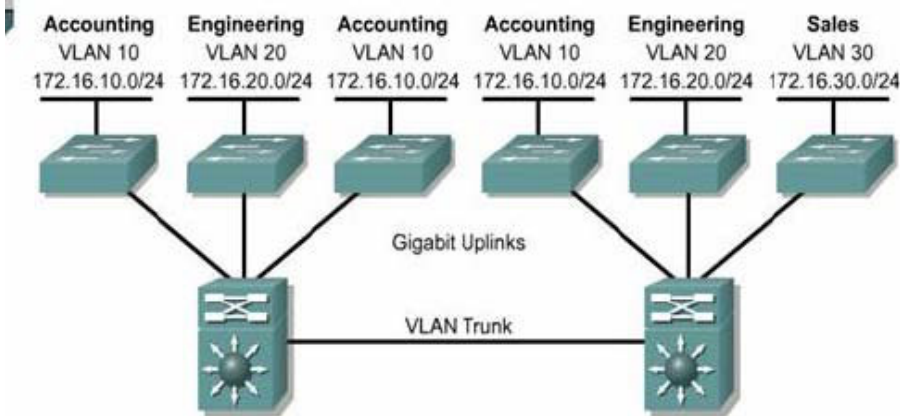 Accounting Engineering Accounting Accounting Engineering Sales
VLAN 10 VLAN 20 VLAN 10 VLAN 10 VLAN 20 VLAN 30
172.16.10.0/24 172.16.20.0/24 172.16.10.0/24 172.16.10.0/24 172.16.20.0/24 172.16.30.0/24
Gigabit Uplinks
VLAN Trunk